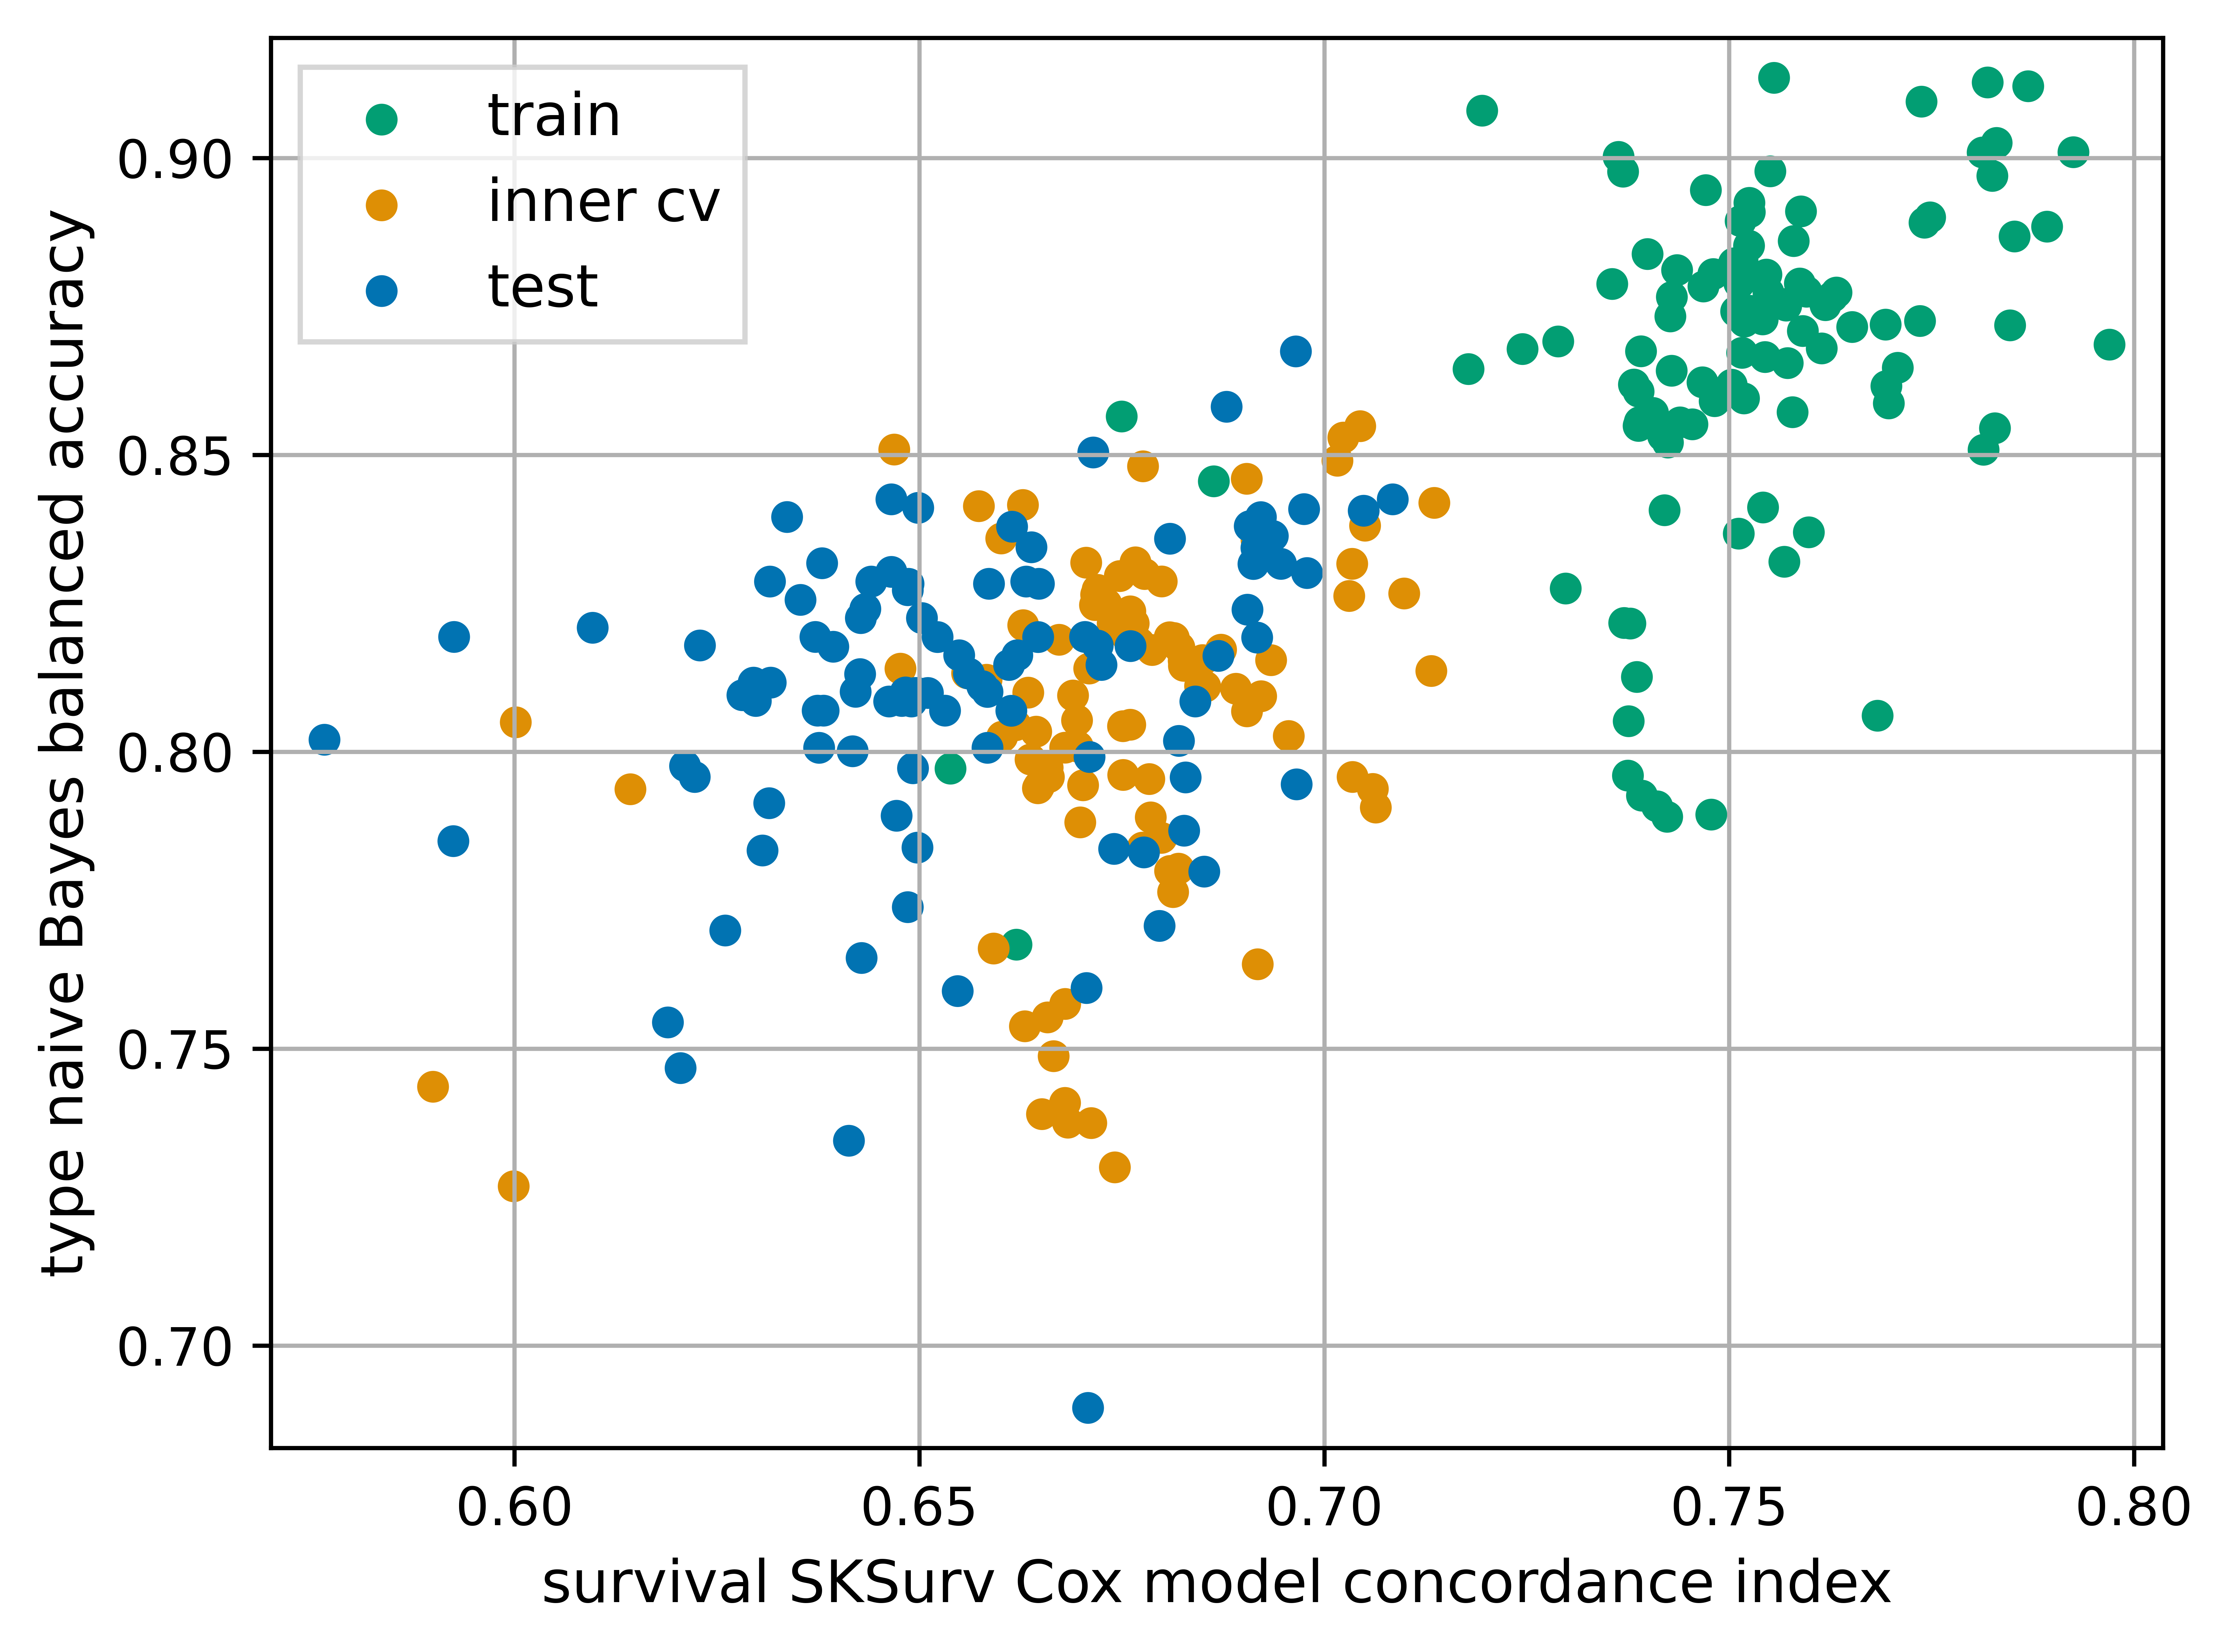 train
inner cv
test
0.90
0.85
0.80
0.75
0.70
type naive Bayes balanced accuracy
0.60
0.65
0.70
0.75
0.80
survival SKSurv Cox model concordance index